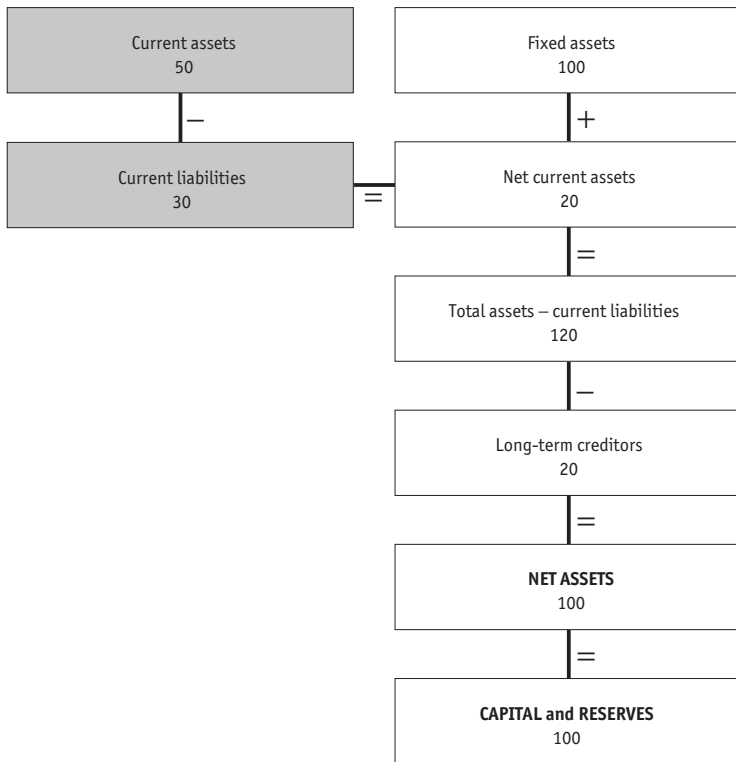 Current assets
50
Fixed assets
100
–
+
Current liabilities
30
=
Net current assets
20
=
Total assets – current liabilities
120
–
Long-term creditors
20
=
NET ASSETS
100
=
CAPITAL and RESERVES
100